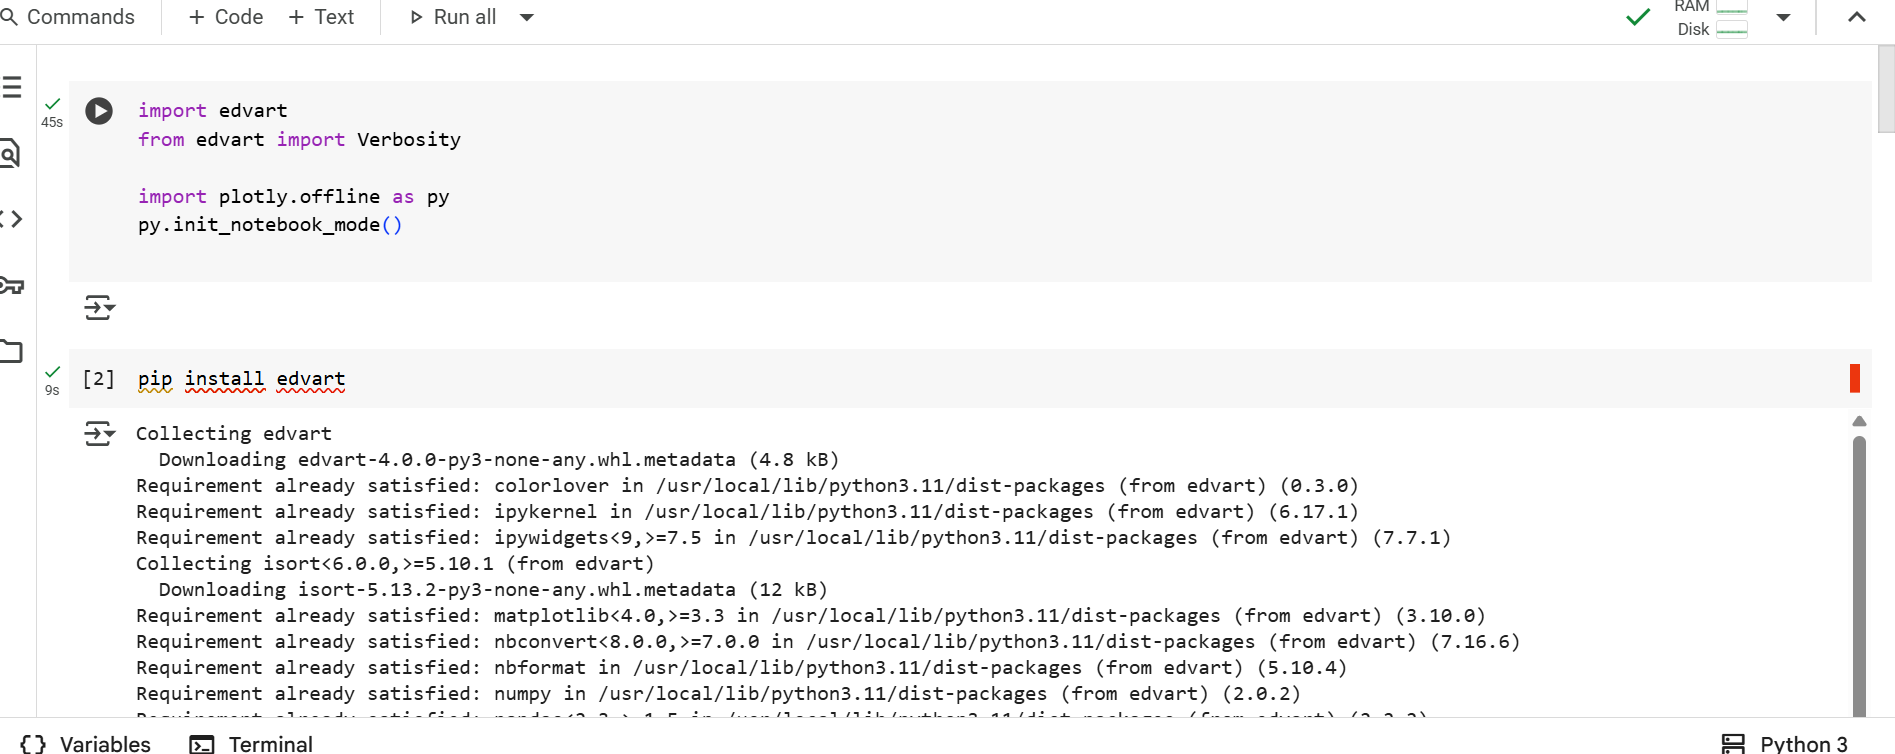 Commands + Code + Text Run all
RAM
Disk
45s
import edvart
from edvart import Verbosity
import plotly.offline as py
py.init_notebook_mode()
9s
[2] pip install edvart
Collecting edvart
Downloading edvart-4.0.0-py3-none-any.whl.metadata (4.8 kB)
Requirement already satisfied: colorlover in /usr/local/lib/python3.11/dist-packages (from edvart) (0.3.0)
Requirement already satisfied: ipykernel in /usr/local/lib/python3.11/dist-packages (from edvart) (6.17.1)
Requirement already satisfied: ipywidgets<9,>=7.5 in /usr/local/lib/python3.11/dist-packages (from edvart) (7.7.1)
Collecting isort<6.0.0,>=5.10.1 (from edvart)
Downloading isort-5.13.2-py3-none-any.whl.metadata (12 kB)
Requirement already satisfied: matplotlib<4.0,>=3.3 in /usr/local/lib/python3.11/dist-packages (from edvart) (3.10.0)
Requirement already satisfied: nbconvert<8.0.0,>=7.0.0 in /usr/local/lib/python3.11/dist-packages (from edvart) (7.16.6)
Requirement already satisfied: nbformat in /usr/local/lib/python3.11/dist-packages (from edvart) (5.10.4)
Requirement already satisfied: numpy in /usr/local/lib/python3.11/dist-packages (from edvart) (2.0.2)
{} Variables Terminal Python 3